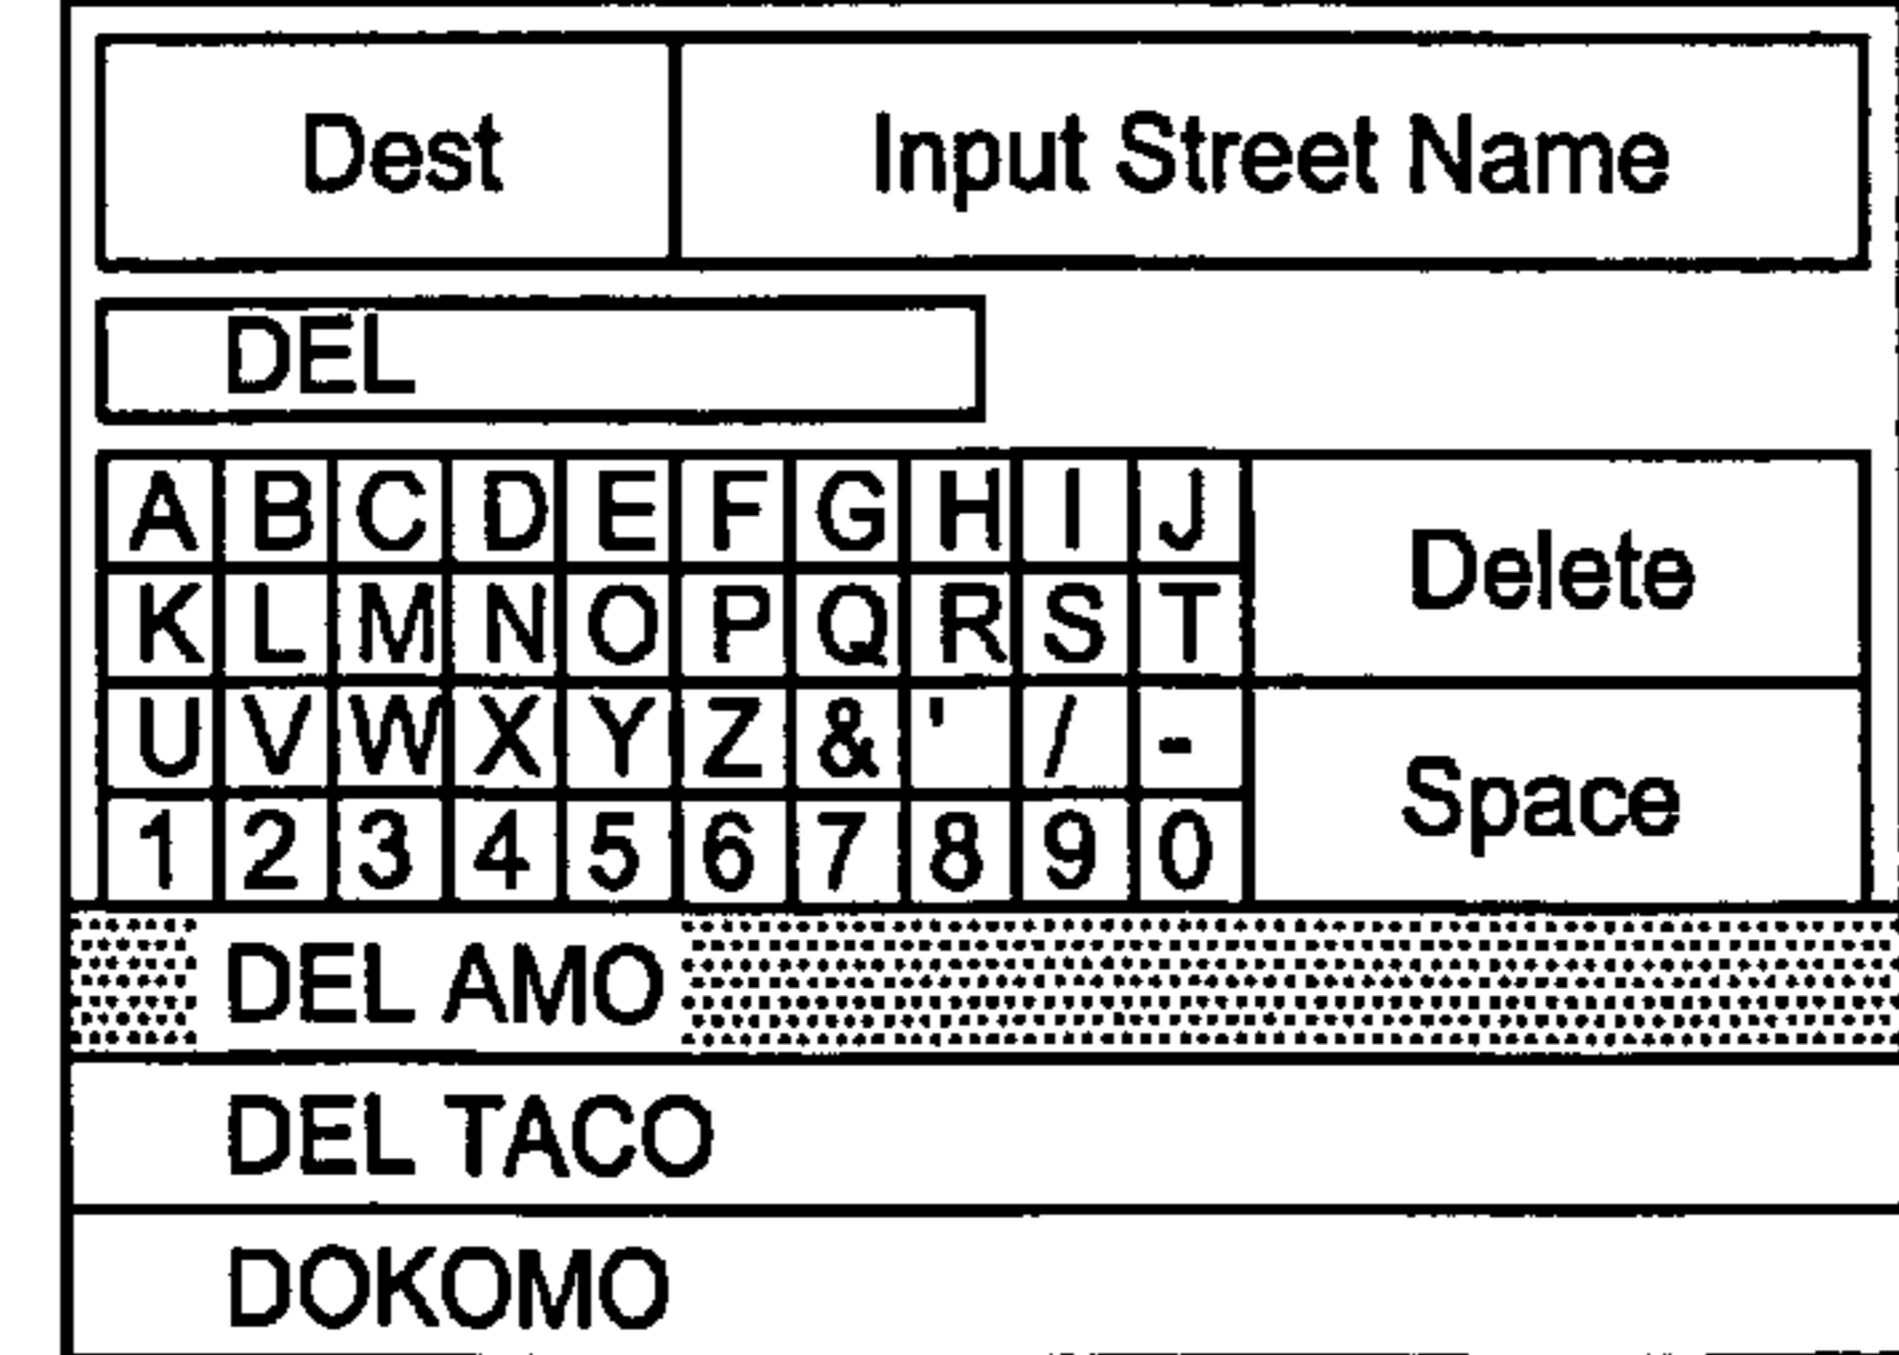 Dest Input Street Name
DEL
A B C D E F G H I J
Delete
K L M N O P Q R S T
U V W X Y Z & ' / -
Space
1 2 3 4 5 6 7 8 9 0
DEL AMO
DEL TACO
DOKOMO